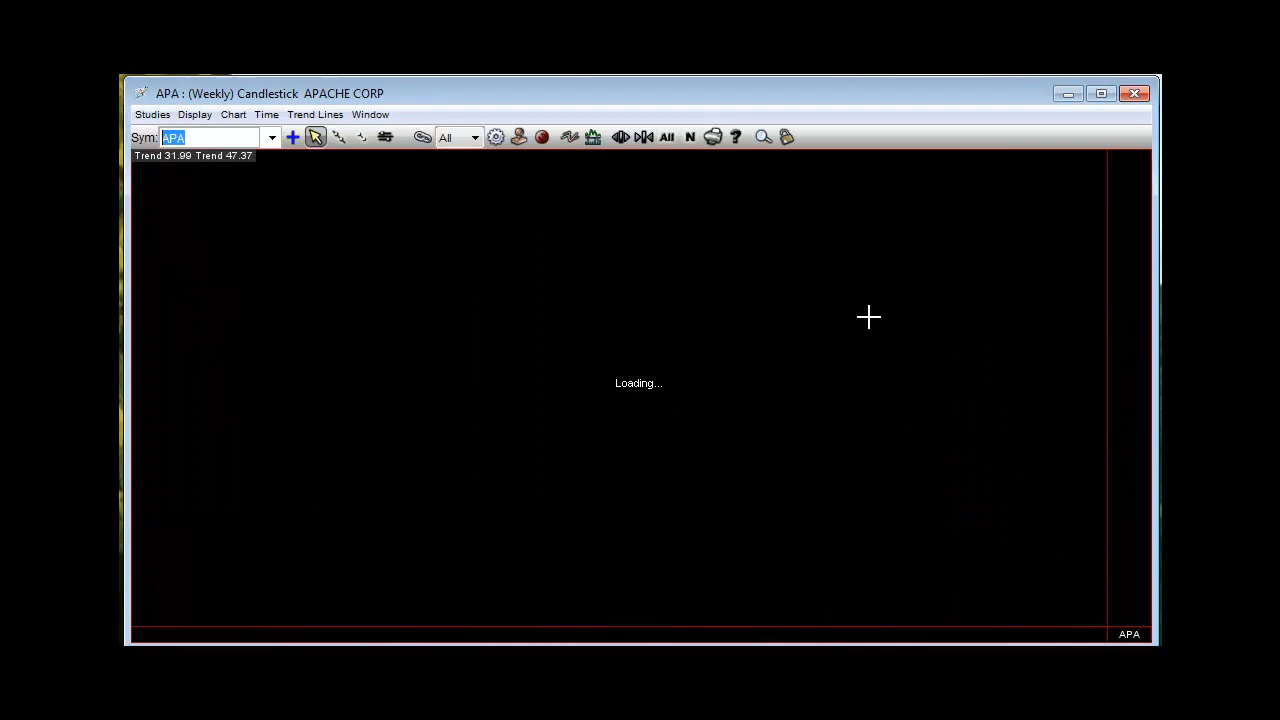 APA : (Weekly) Candlestick  APACHE CORP
Studies Display Chart Time Trend Lines Window
Sym: APA All All N ?
Trend 31.99 Trend 47.37
Loading...
APA